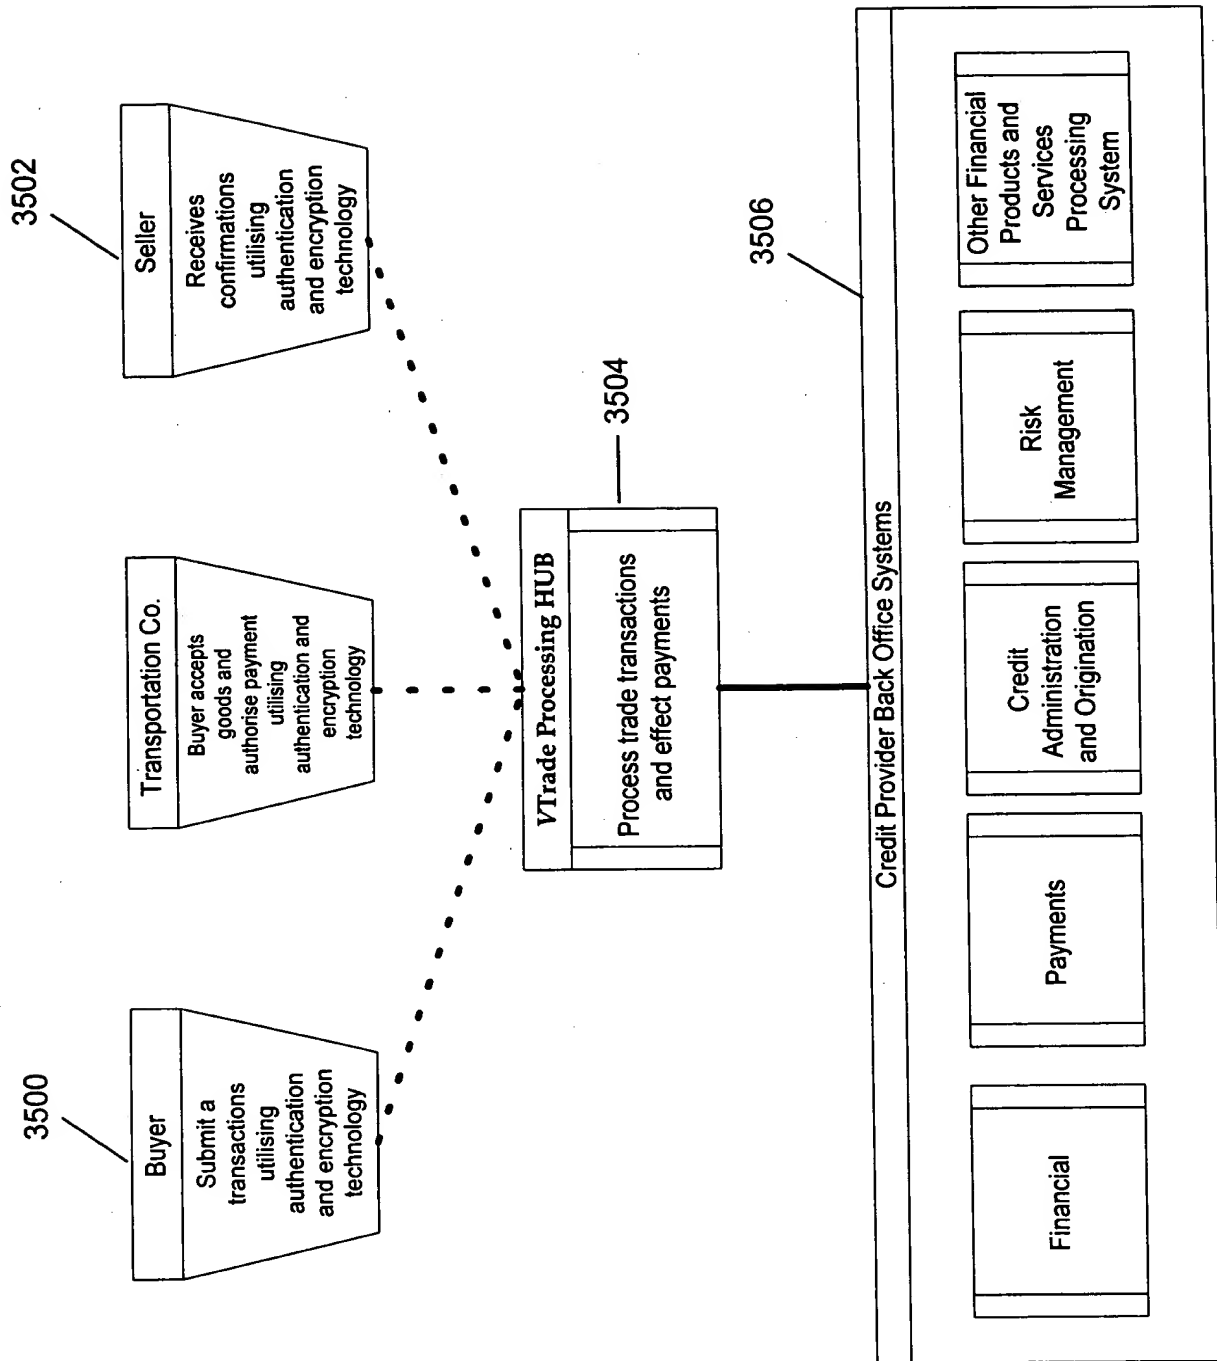 3500
3502
Buyer
Submit a
transactions
utilising
authentication
and encryption
technology
Transportation Co.
Buyer accepts
goods and
authorise payment
utilising
authentication and
encryption
technology
Seller
Receives
confirmations
utilising
authentication
and encryption
technology
VTrade Processing HUB
Process trade transactions
and effect payments
3504
3506
Credit Provider Back Office Systems
Financial
Payments
Credit
Administration
and Origination
Risk
Management
Other Financial
Products and
Services
Processing
System